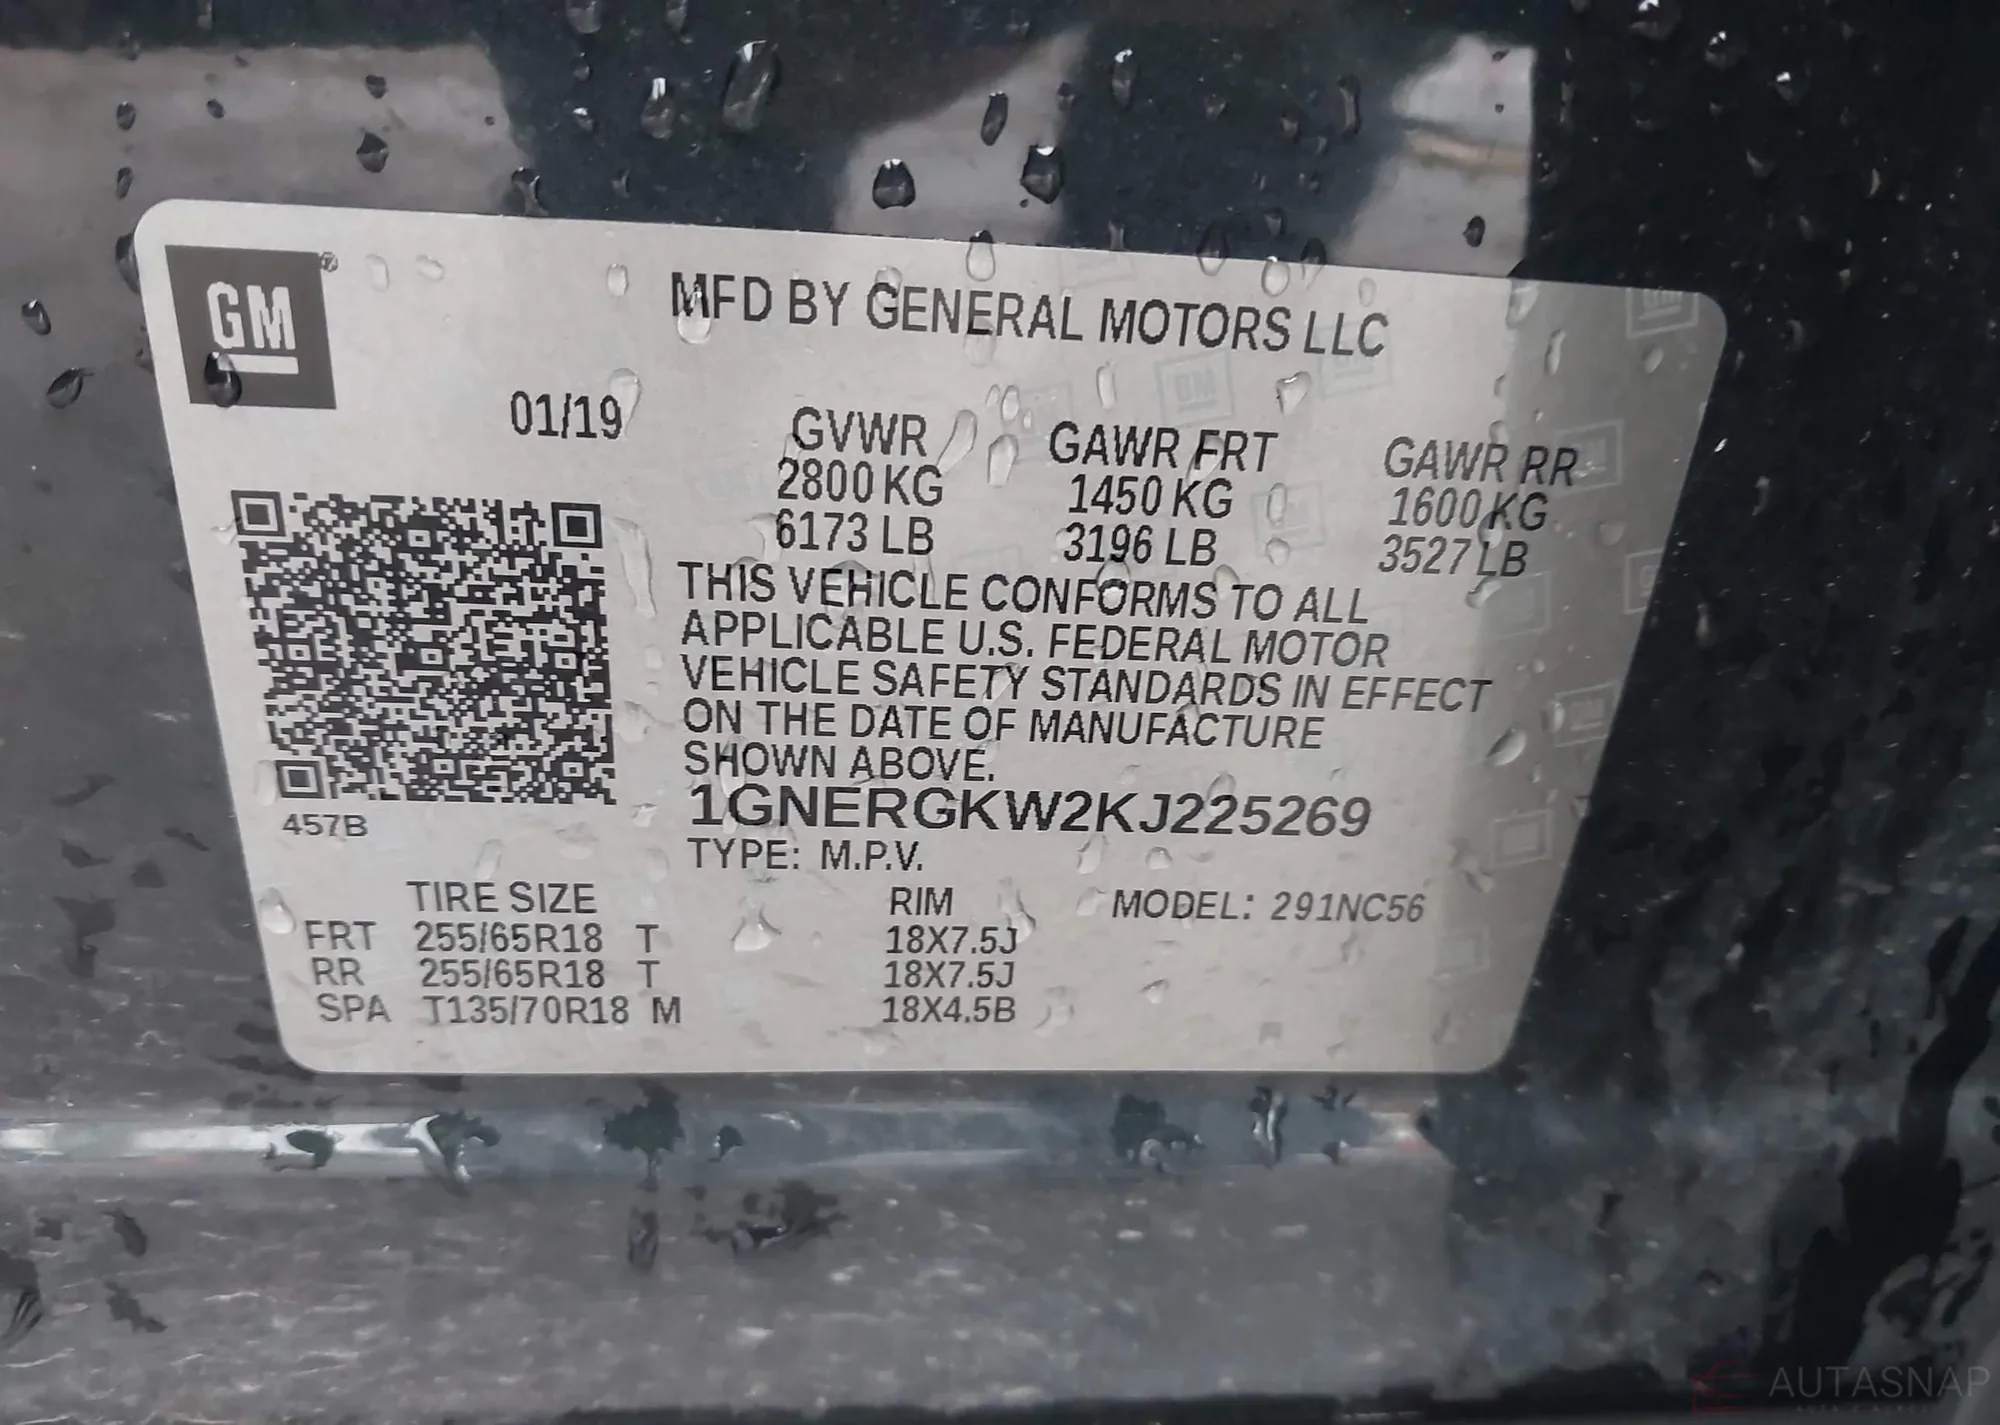 GM®
MFD BY GENERAL MOTORS LLC
01/19
GVWR GAWR FRT GAWR RR
2800 KG 1450 KG 1600 KG
6173 LB 3196 LB 3527 LB
THIS VEHICLE CONFORMS TO ALL
APPLICABLE U.S. FEDERAL MOTOR
VEHICLE SAFETY STANDARDS IN EFFECT
ON THE DATE OF MANUFACTURE
SHOWN ABOVE.
1GNERGKW2KJ225269
457B
TYPE: M.P.V.
TIRE SIZE RIM MODEL: 291NC56
FRT 255/65R18 T 18X7.5J
RR 255/65R18 T 18X7.5J
SPA T135/70R18 M 18X4.5B
AUTASNAP